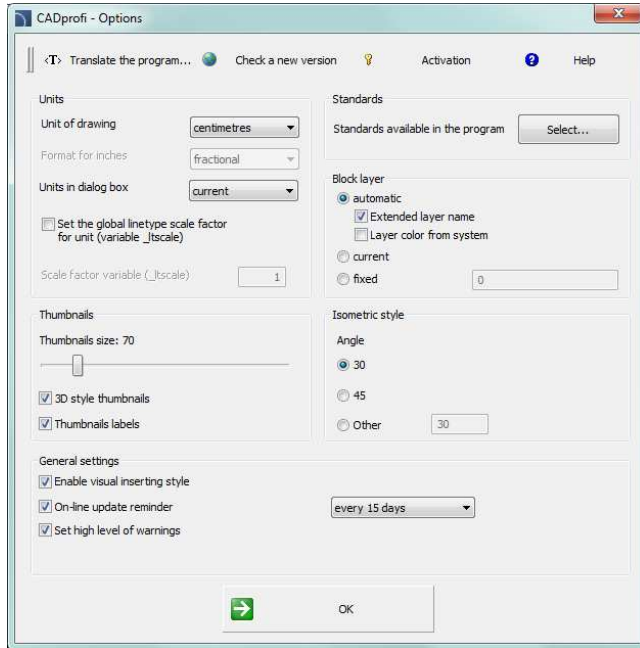 CADprofi - Options
<T> Translate the program... Check a new version Activation Help
Units
Unit of drawing centimetres
Format for inches fractional
Units in dialog box current
Set the global linetype scale factor
for unit (variable _ltscale)
Scale factor variable (_ltscale) 1
Standards
Standards available in the program Select...
Block layer
automatic
Extended layer name
Layer color from system
current
fixed 0
Thumbnails
Thumbnails size: 70
3D style thumbnails
Thumbnails labels
Isometric style
Angle
30
45
Other 30
General settings
Enable visual inserting style
On-line update reminder every 15 days
Set high level of warnings
OK